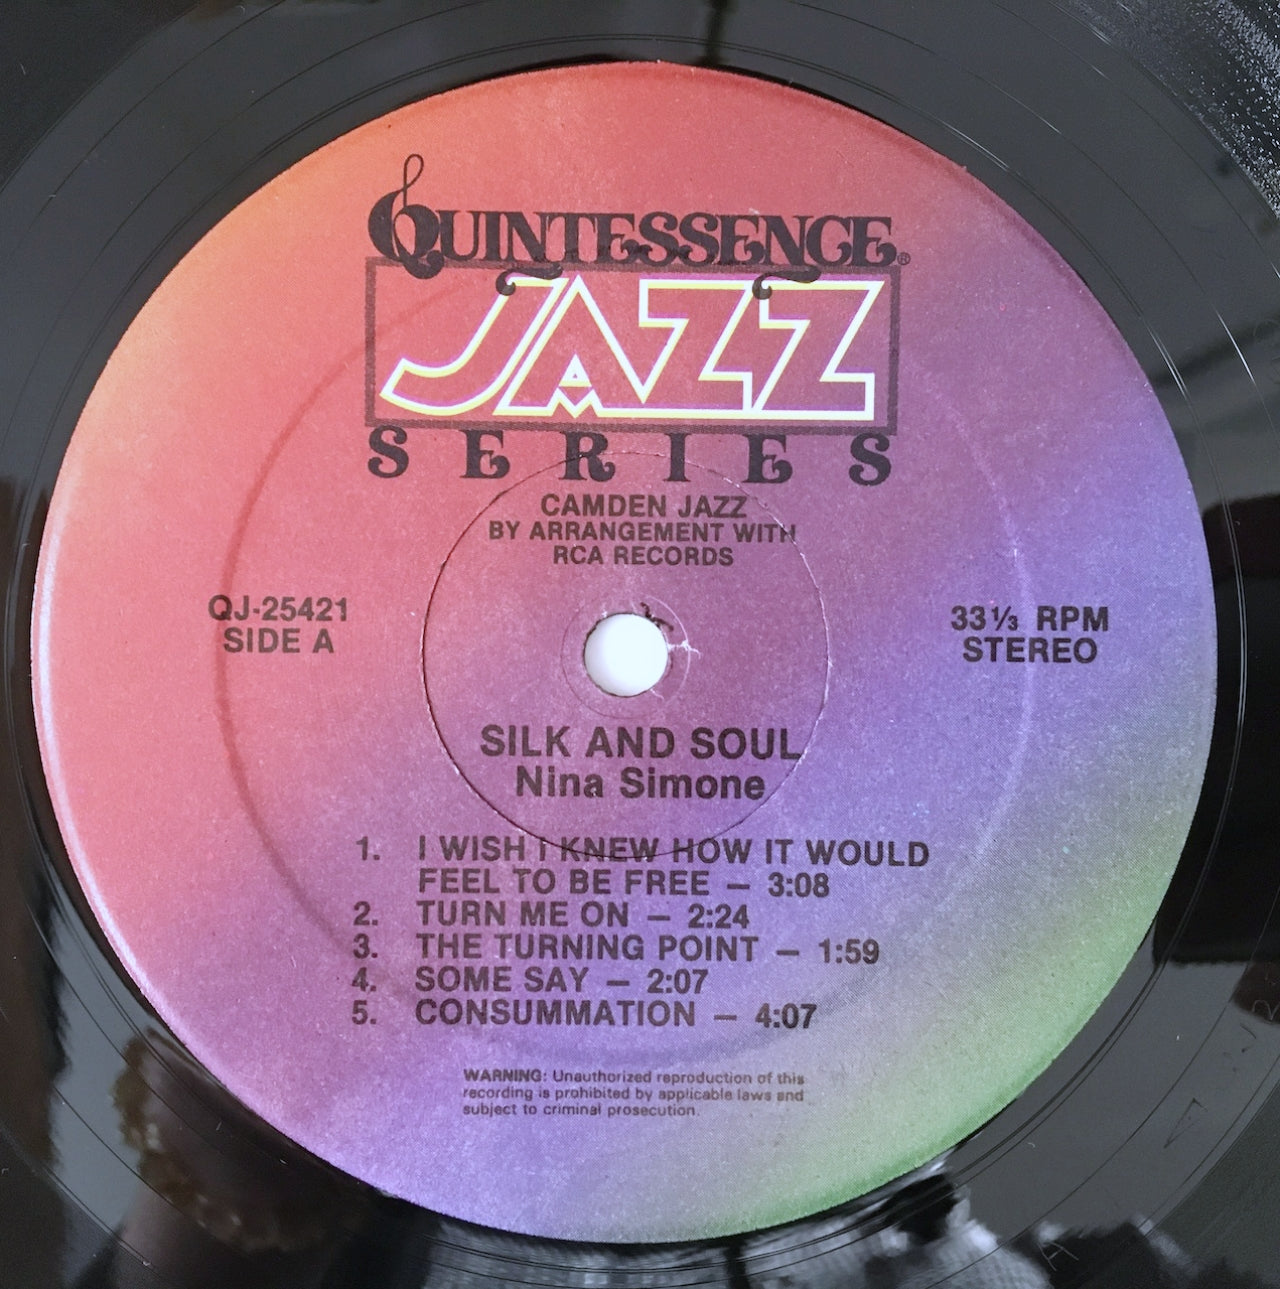 QUINTESSENCE®
JAZZ
SERIES
CAMDEN JAZZ
BY ARRANGEMENT WITH
RCA RECORDS
QJ-25421
SIDE A
33 1/3 RPM
STEREO
SILK AND SOUL
Nina Simone
1. I WISH I KNEW HOW IT WOULD
FEEL TO BE FREE — 3:08
2. TURN ME ON — 2:24
3. THE TURNING POINT — 1:59
4. SOME SAY — 2:07
5. CONSUMMATION — 4:07
WARNING: Unauthorized reproduction of this
recording is prohibited by applicable laws and
subject to criminal prosecution.